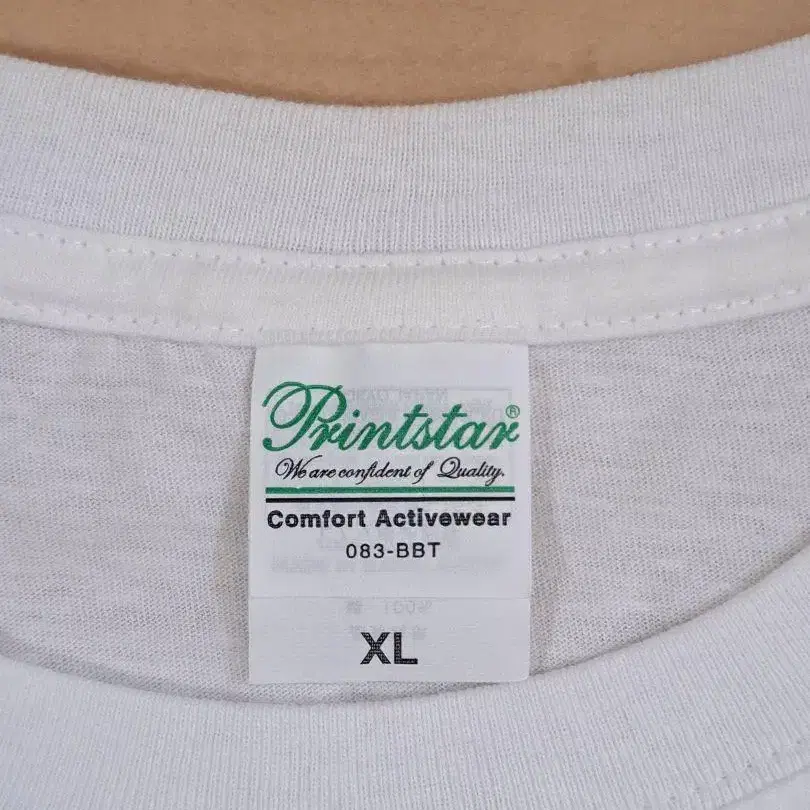 Printstar®
We are confident of Quality.
Comfort Activewear
083-BBT
XL